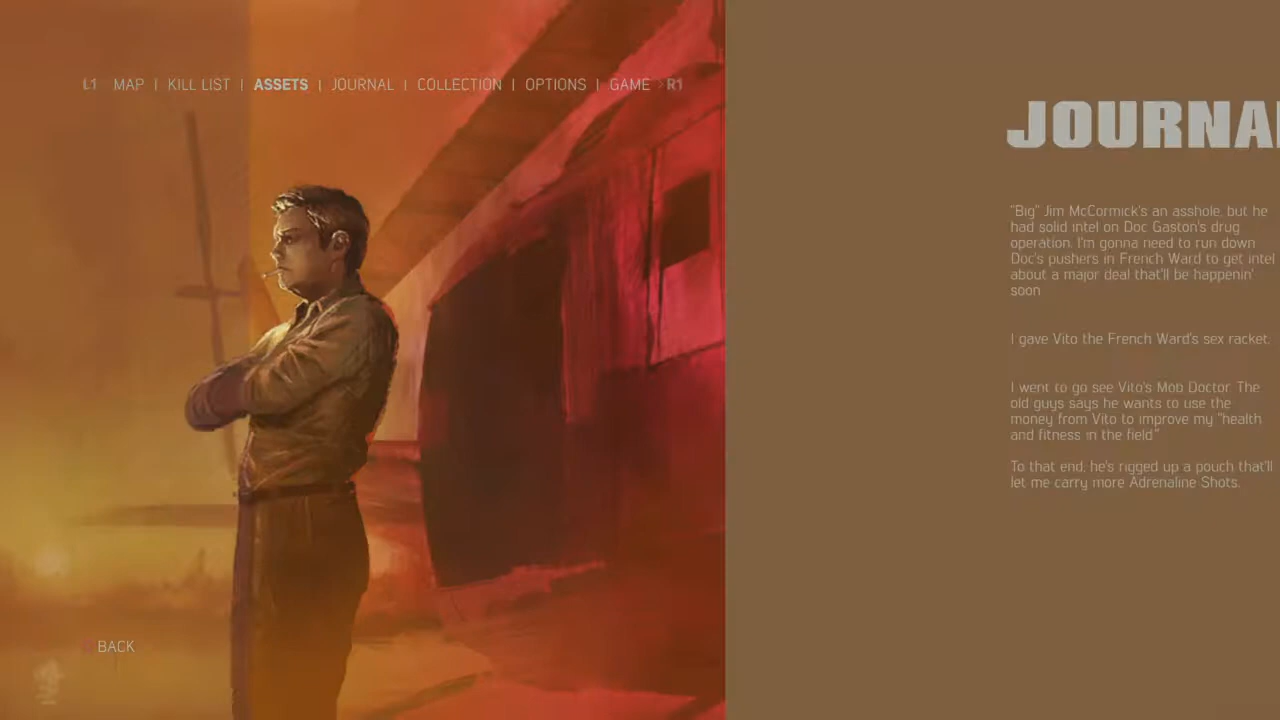 L1 MAP | KILL LIST | ASSETS | JOURNAL | COLLECTION | OPTIONS | GAME R1
JOURNA
"Big" Jim McCormick's an asshole, but he
had solid intel on Doc Gaston's drug
operation. I'm gonna need to run down
Doc's pushers in French Ward to get intel
about a major deal that'll be happenin'
soon
I gave Vito the French Ward's sex racket.
I went to go see Vito's Mob Doctor. The
old guys says he wants to use the
money from Vito to improve my "health
and fitness in the field"
To that end, he's rigged up a pouch that'll
let me carry more Adrenaline Shots.
BACK